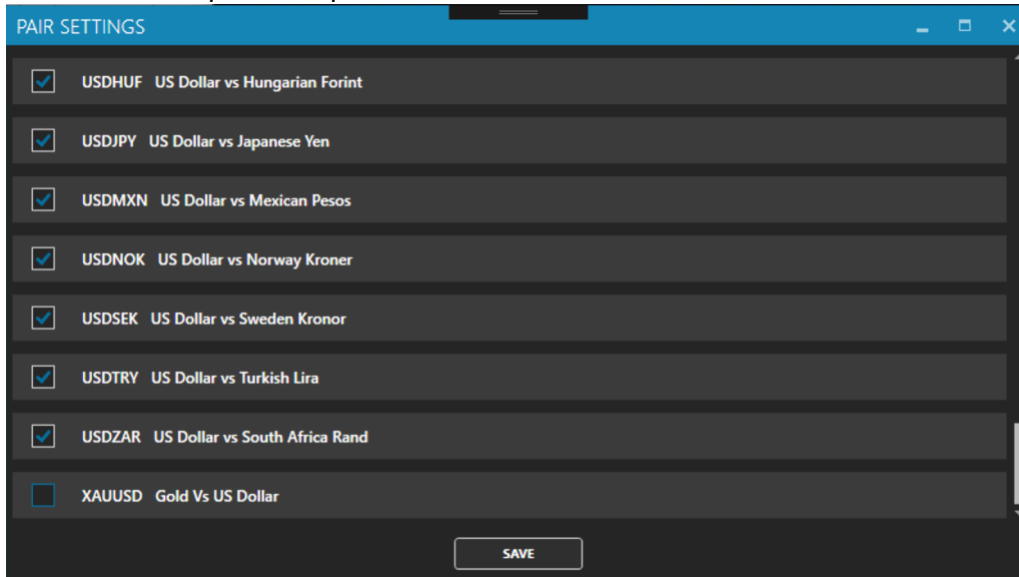 PAIR SETTINGS
USDHUF US Dollar vs Hungarian Forint
USDJPY US Dollar vs Japanese Yen
USDMXN US Dollar vs Mexican Pesos
USDNOK US Dollar vs Norway Kroner
USDSEK US Dollar vs Sweden Kronor
USDTRY US Dollar vs Turkish Lira
USDZAR US Dollar vs South Africa Rand
XAUUSD Gold Vs US Dollar
SAVE